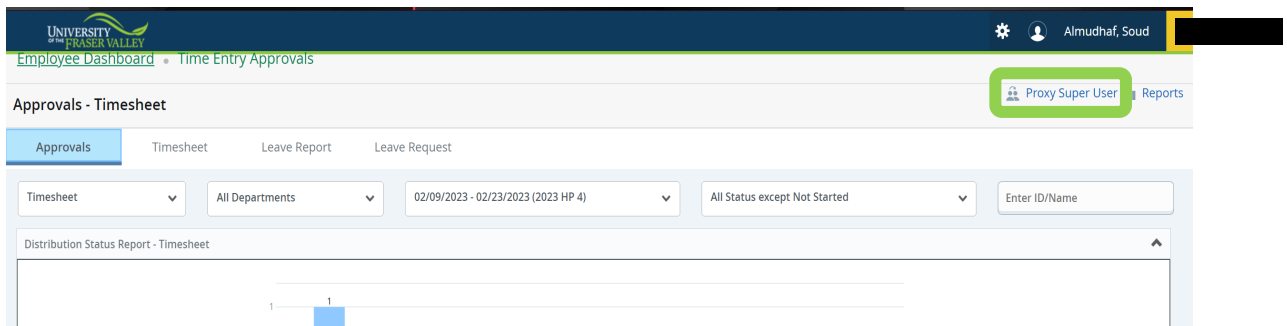 UNIVERSITY
OF THE FRASER VALLEY
Almudhaf, Soud
Employee Dashboard • Time Entry Approvals
Proxy Super User Reports
Approvals - Timesheet
Approvals Timesheet Leave Report Leave Request
Timesheet All Departments 02/09/2023 - 02/23/2023 (2023 HP 4) All Status except Not Started Enter ID/Name
Distribution Status Report - Timesheet
1
1